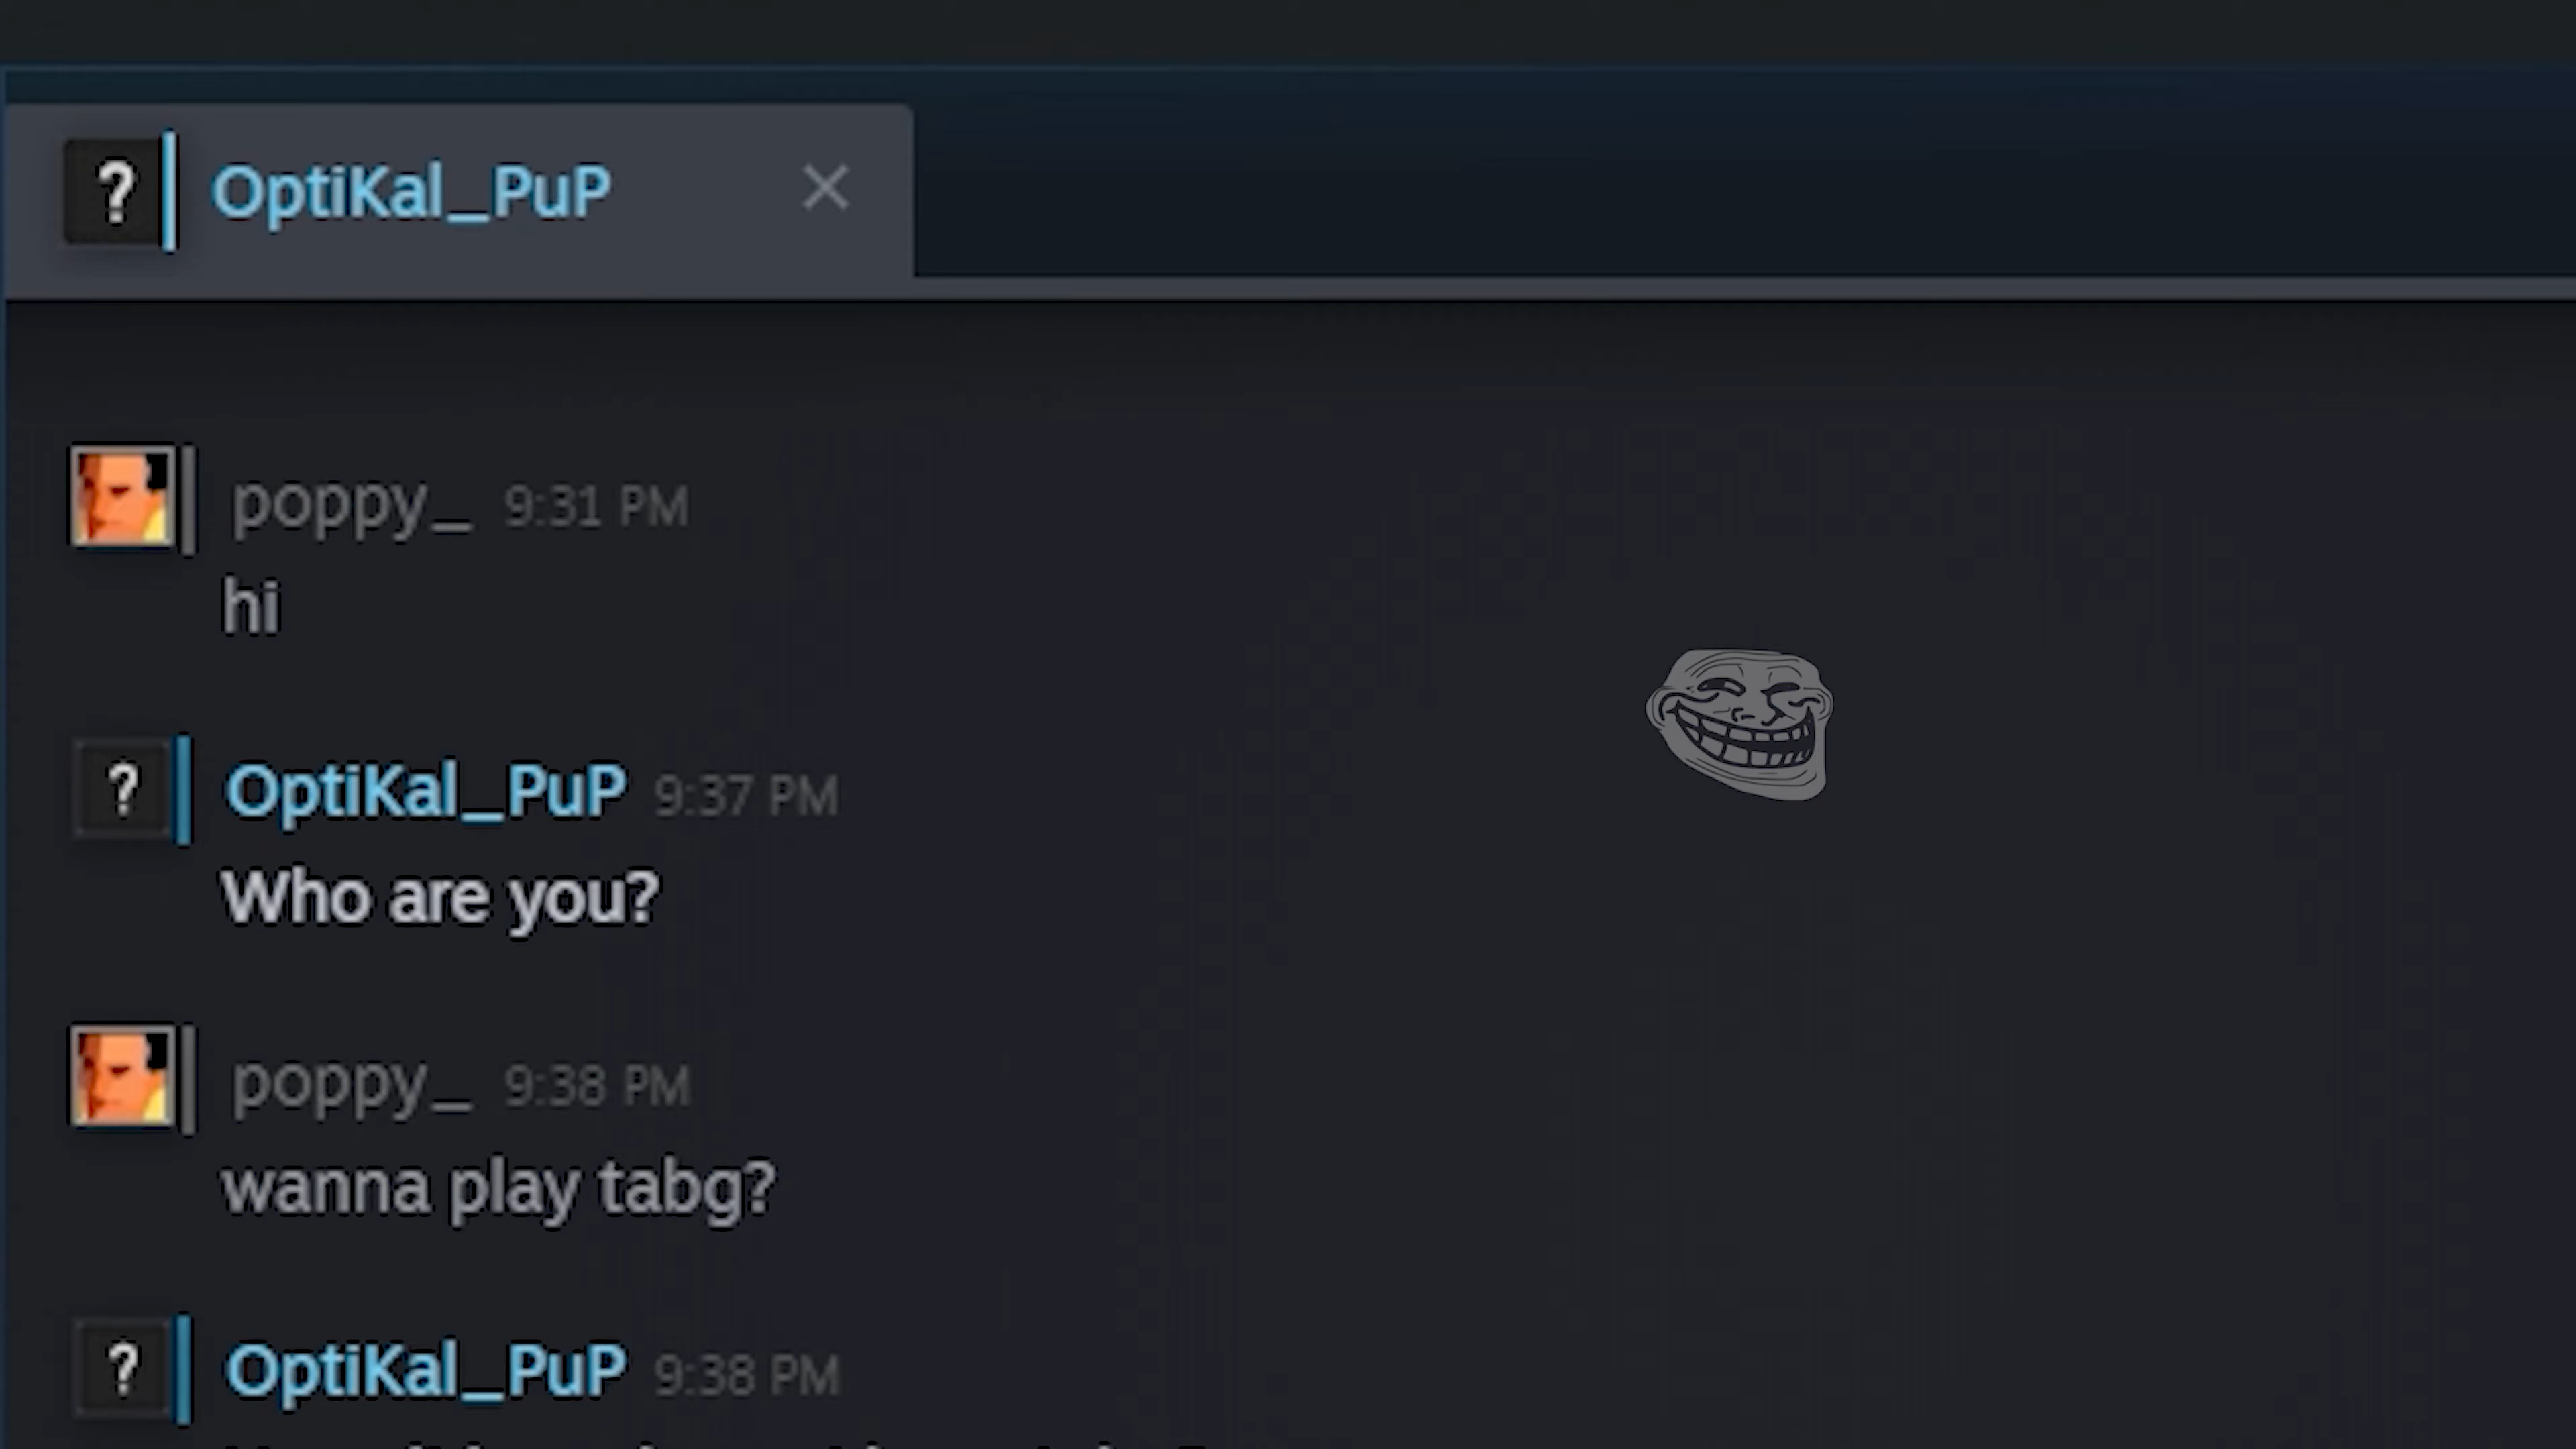 ? OptiKal_PuP
poppy_ 9:31 PM
hi
? OptiKal_PuP 9:37 PM
Who are you?
poppy_ 9:38 PM
wanna play tabg?
? OptiKal_PuP 9:38 PM